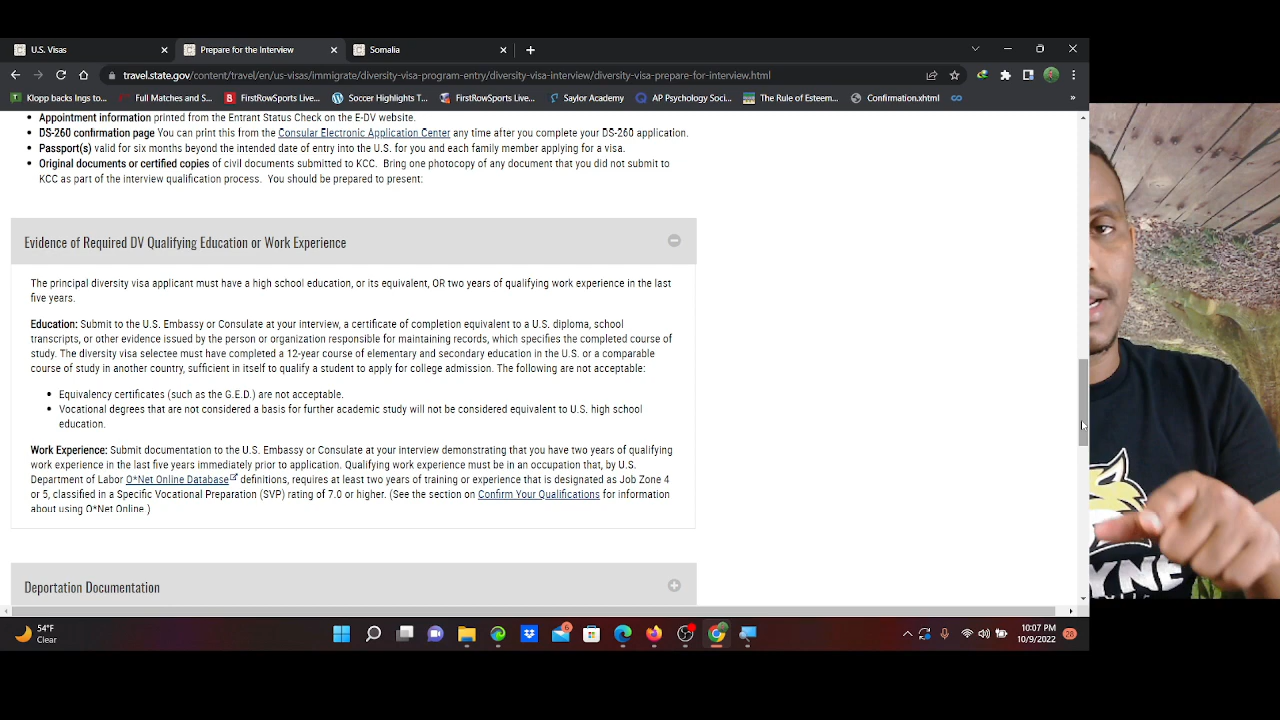 U.S. Visas
Prepare for the Interview
Somalia
travel.state.gov/content/travel/en/us-visas/immigrate/diversity-visa-program-entry/diversity-visa-interview/diversity-visa-prepare-for-interview.html
Klopp backs Ings to...
Full Matches and S...
FirstRowSports Live...
Soccer Highlights T...
FirstRowSports Live...
Saylor Academy
AP Psychology Soci...
The Rule of Esteem...
Confirmation.xhtml
»
• Appointment information printed from the Entrant Status Check on the E-DV website.
• DS-260 confirmation page You can print this from the Consular Electronic Application Center any time after you complete your DS-260 application.
• Passport(s) valid for six months beyond the intended date of entry into the U.S. for you and each family member applying for a visa.
• Original documents or certified copies of civil documents submitted to KCC. Bring one photocopy of any document that you did not submit to
KCC as part of the interview qualification process. You should be prepared to present:
Evidence of Required DV Qualifying Education or Work Experience
The principal diversity visa applicant must have a high school education, or its equivalent, OR two years of qualifying work experience in the last
five years.
Education: Submit to the U.S. Embassy or Consulate at your interview, a certificate of completion equivalent to a U.S. diploma, school
transcripts, or other evidence issued by the person or organization responsible for maintaining records, which specifies the completed course of
study. The diversity visa selectee must have completed a 12-year course of elementary and secondary education in the U.S. or a comparable
course of study in another country, sufficient in itself to qualify a student to apply for college admission. The following are not acceptable:
• Equivalency certificates (such as the G.E.D.) are not acceptable.
• Vocational degrees that are not considered a basis for further academic study will not be considered equivalent to U.S. high school
education.
Work Experience: Submit documentation to the U.S. Embassy or Consulate at your interview demonstrating that you have two years of qualifying
work experience in the last five years immediately prior to application. Qualifying work experience must be in an occupation that, by U.S.
Department of Labor O*Net Online Database definitions, requires at least two years of training or experience that is designated as Job Zone 4
or 5, classified in a Specific Vocational Preparation (SVP) rating of 7.0 or higher. (See the section on Confirm Your Qualifications for information
about using O*Net Online )
Deportation Documentation
YNE
54°F
Clear
6
10:07 PM
10/9/2022
28